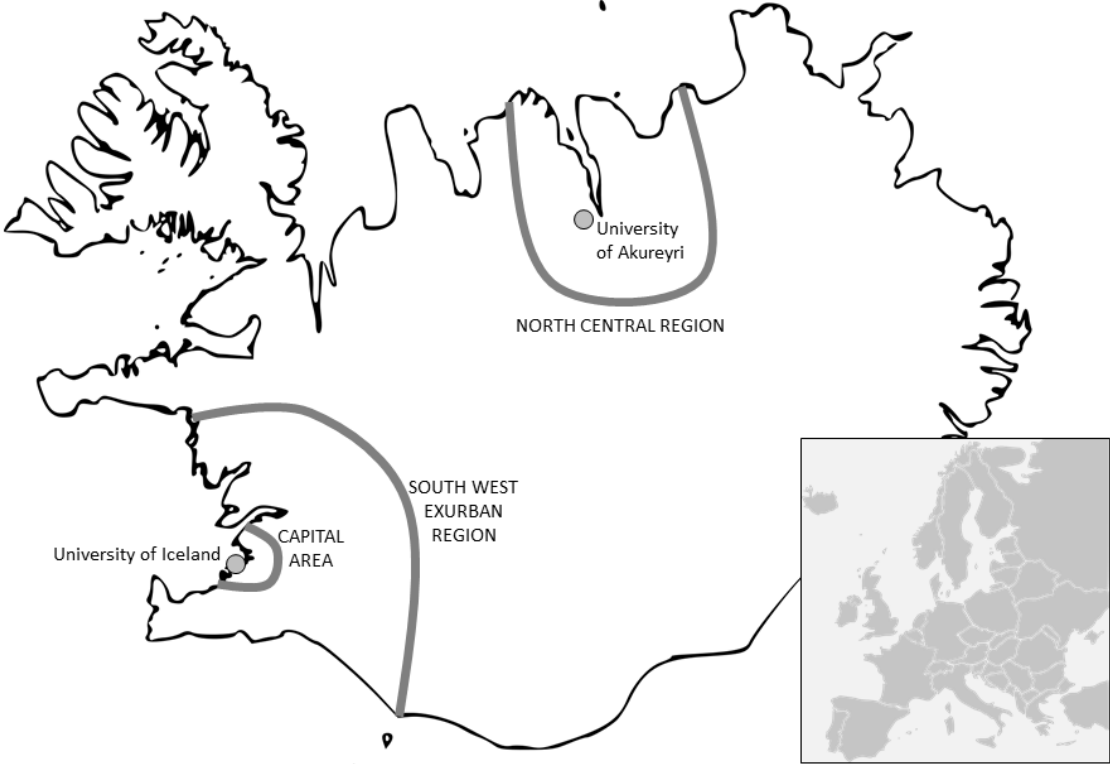 University
of Akureyri
NORTH CENTRAL REGION
SOUTH WEST
EXURBAN
REGION
CAPITAL
AREA
University of Iceland